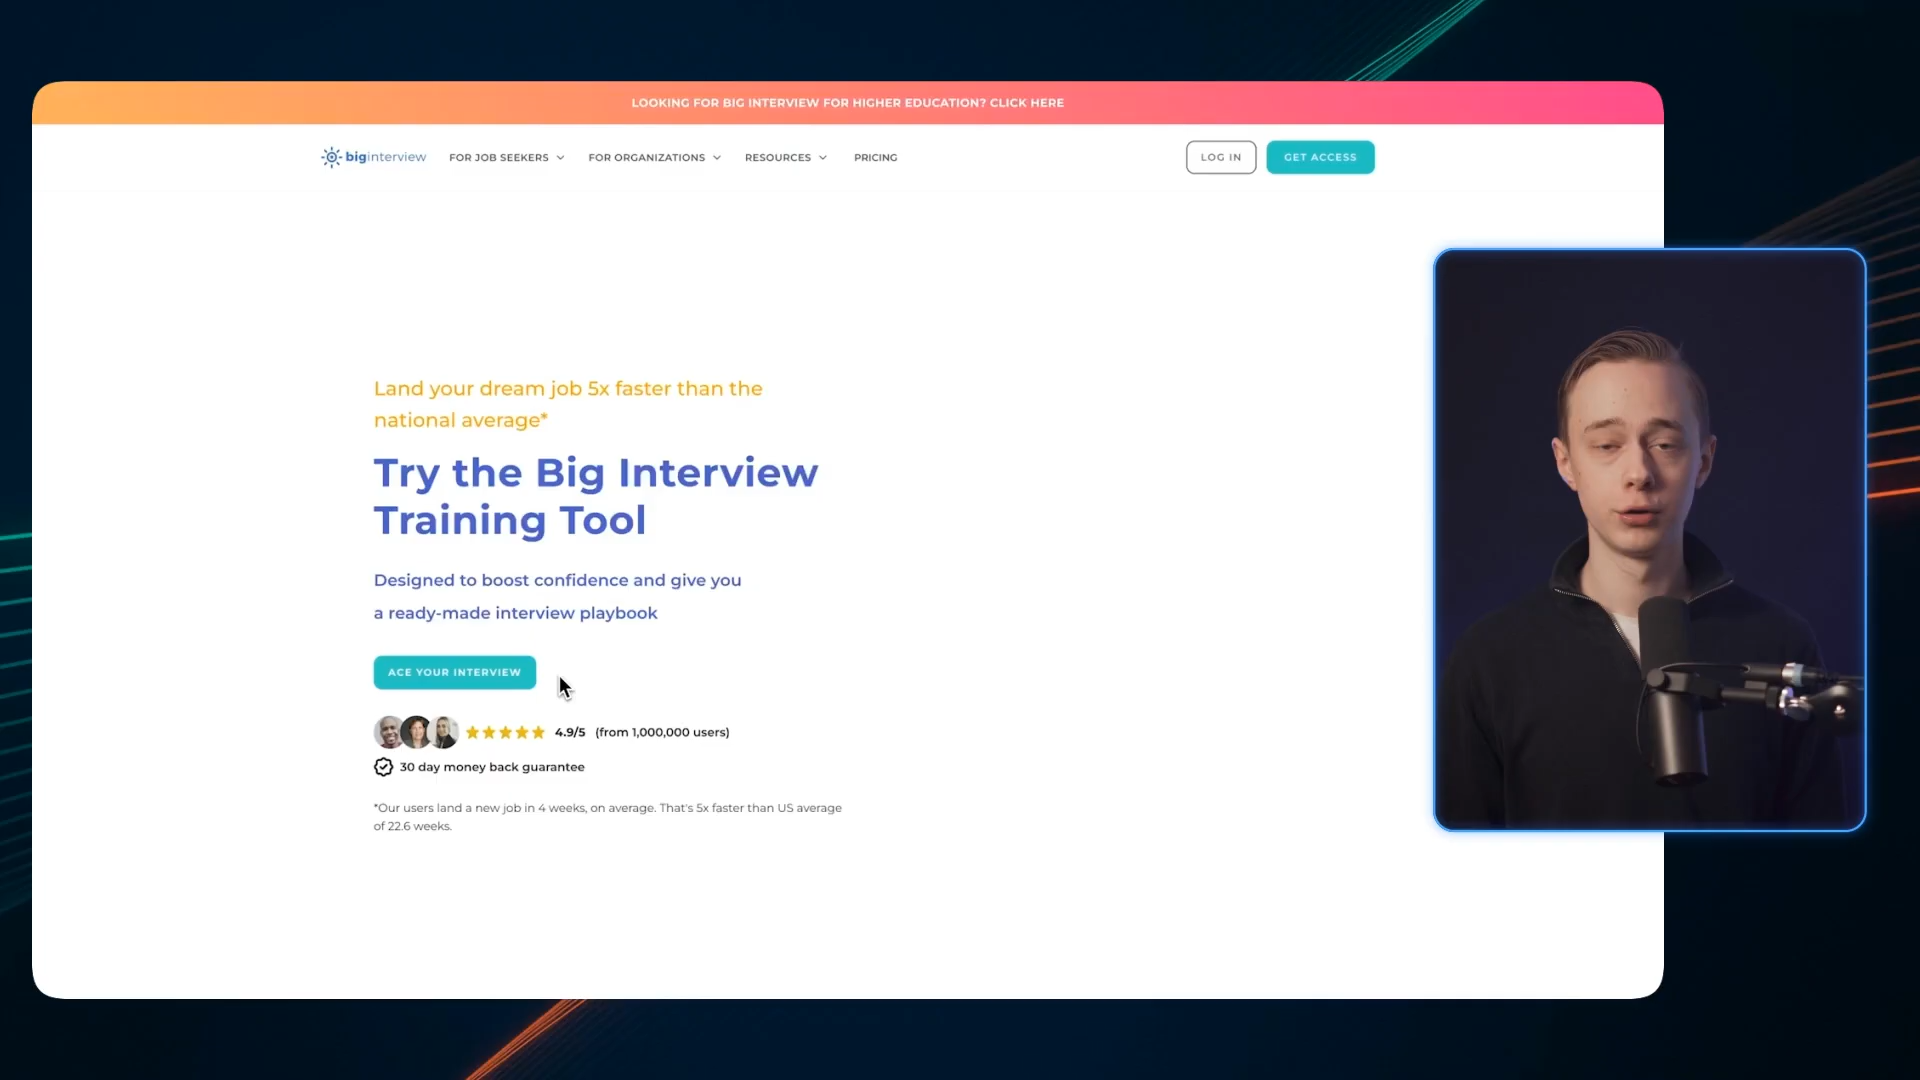 LOOKING FOR BIG INTERVIEW FOR HIGHER EDUCATION? CLICK HERE
biginterview FOR JOB SEEKERS FOR ORGANIZATIONS RESOURCES PRICING LOG IN GET ACCESS
Land your dream job 5x faster than the
national average*
Try the Big Interview
Training Tool
Designed to boost confidence and give you
a ready-made interview playbook
ACE YOUR INTERVIEW
4.9/5 (from 1,000,000 users)
30 day money back guarantee
*Our users land a new job in 4 weeks, on average. That's 5x faster than US average
of 22.6 weeks.